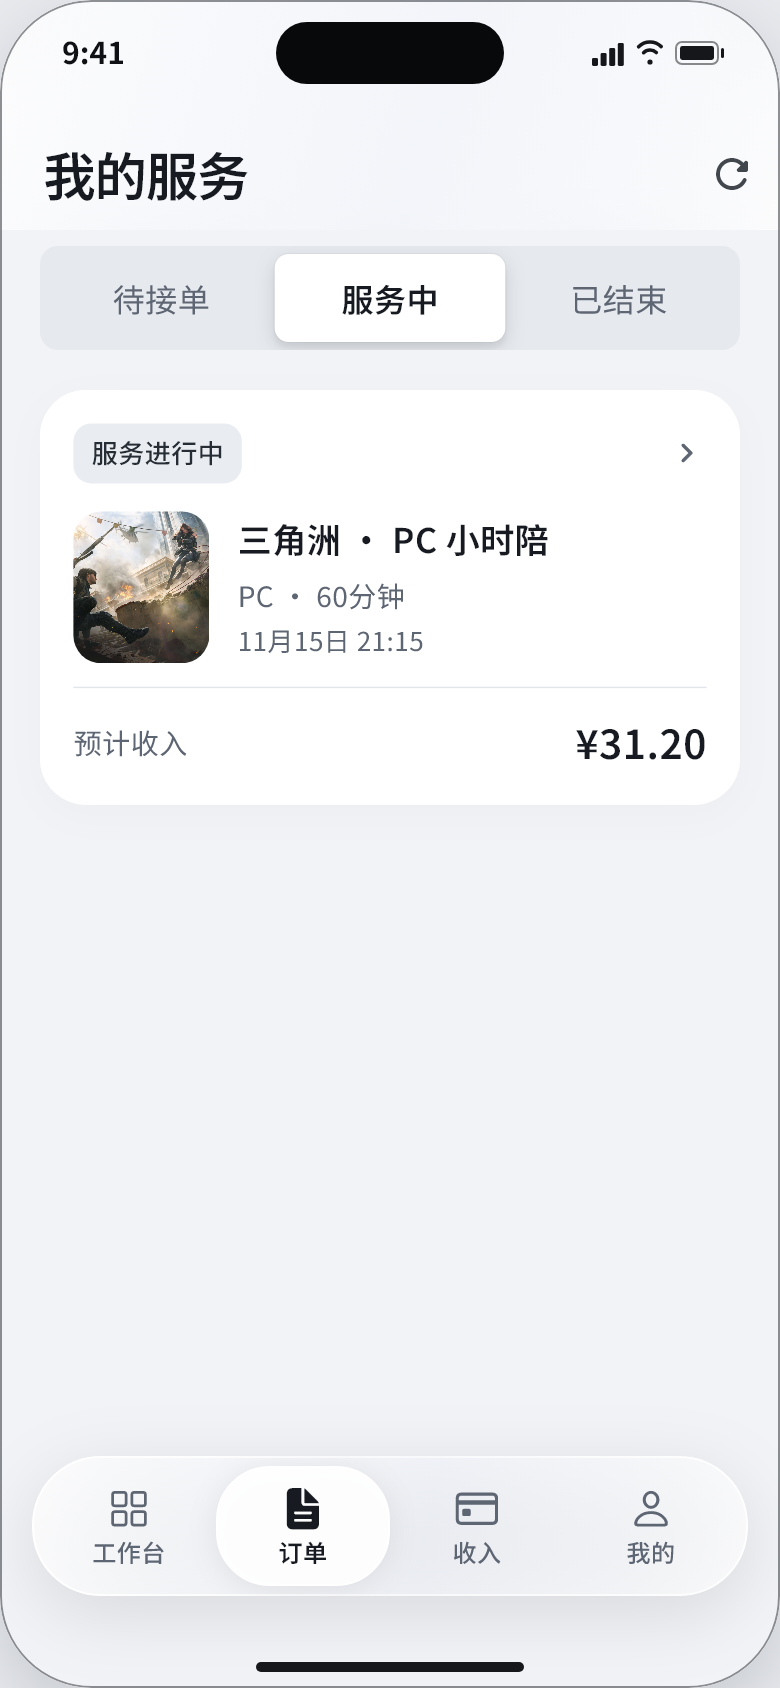 9:41
我的服务
待接单
服务中
已结束
服务进行中
三角洲 · PC 小时陪
PC · 60分钟
11月15日 21:15
预计收入
¥31.20
工作台
订单
收入
我的